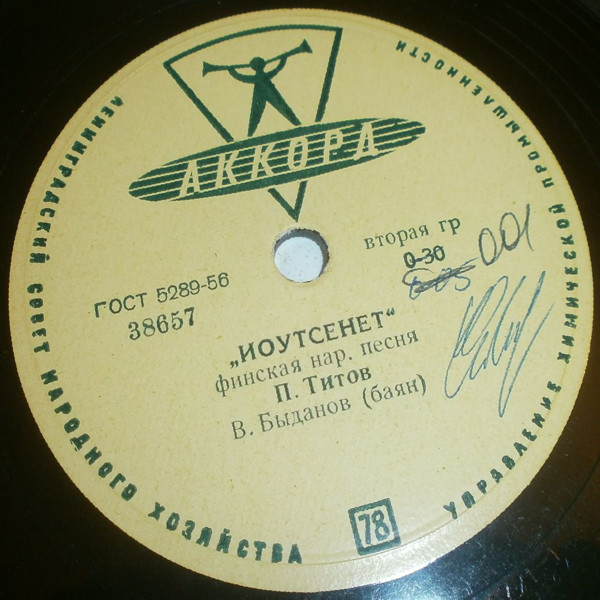 АККОРД
ЛЕНИНГРАДСКИЙ СОВЕТ НАРОДНОГО ХОЗЯЙСТВА
УПРАВЛЕНИЕ ХИМИЧЕСКОЙ ПРОМЫШЛЕННОСТИ
ГОСТ 5289-56
38657
вторая гр
0-30
001
„ИОУТСЕНЕТ“
финская нар. песня
П. Титов
В. Быданов (баян)
78